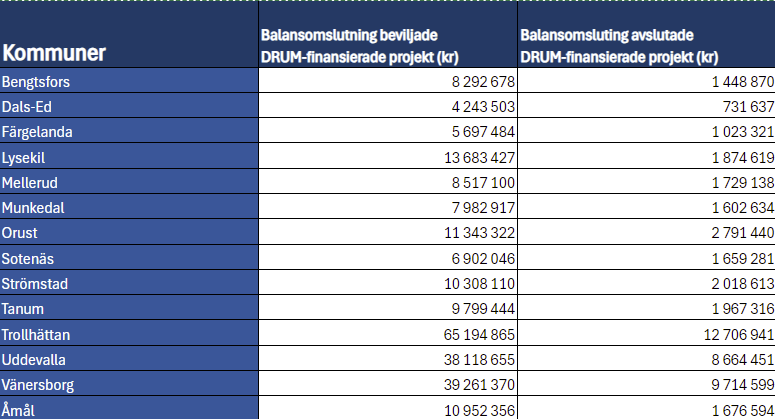 Kommuner Balansomslutning beviljade DRUM-finansierade projekt (kr) Balansomsluting avslutade DRUM-finansierade projekt (kr)
Bengtsfors 8 292 678 1 448 870
Dals-Ed 4 243 503 731 637
Färgelanda 5 697 484 1 023 321
Lysekil 13 683 427 1 874 619
Mellerud 8 517 100 1 729 138
Munkedal 7 982 917 1 602 634
Orust 11 343 322 2 791 440
Sotenäs 6 902 046 1 659 281
Strömstad 10 308 110 2 018 613
Tanum 9 799 444 1 967 316
Trollhättan 65 194 865 12 706 941
Uddevalla 38 118 655 8 664 451
Vänersborg 39 261 370 9 714 599
Åmål 10 952 356 1 676 594